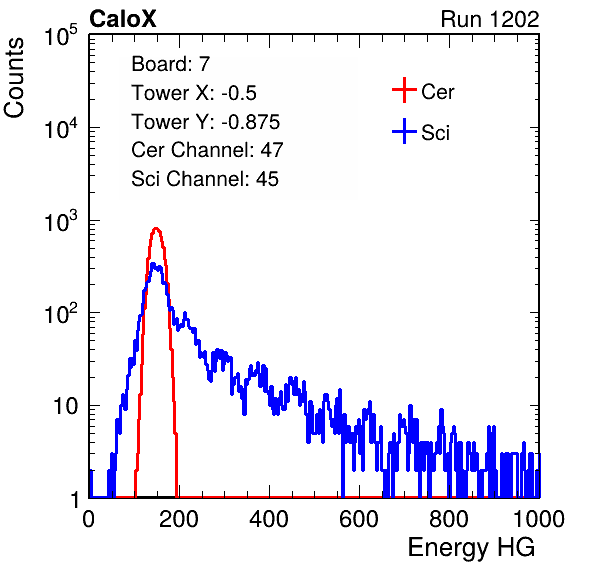 CaloX Run 1202
Counts
10^5
10^4
10^3
10^2
10
1
Board: 7
Tower X: -0.5
Tower Y: -0.875
Cer Channel: 47
Sci Channel: 45
Cer
Sci
0 200 400 600 800 1000
Energy HG